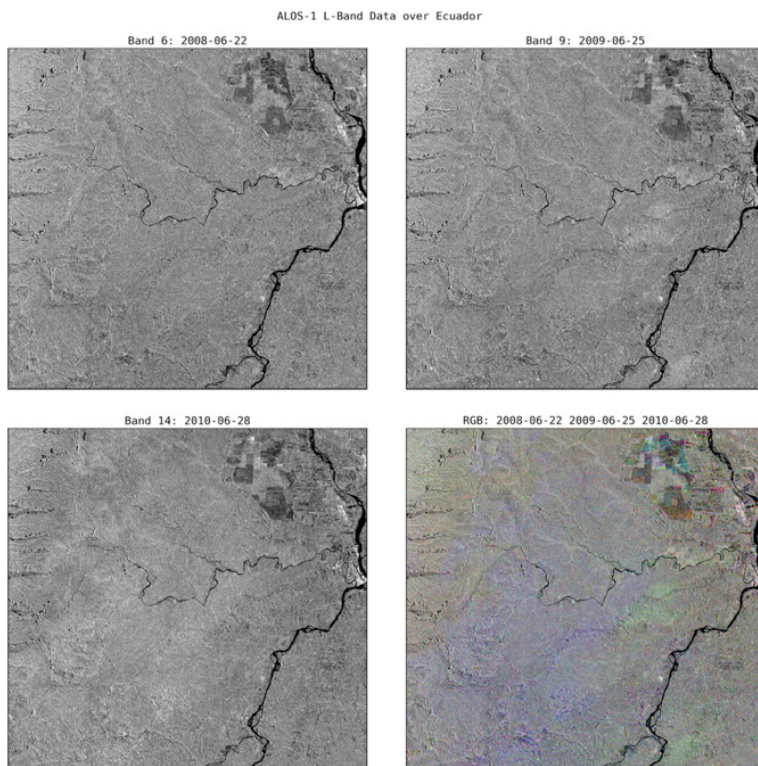 ALOS-1 L-Band Data over Ecuador
Band 6: 2008-06-22
Band 9: 2009-06-25
Band 14: 2010-06-28
RGB: 2008-06-22 2009-06-25 2010-06-28